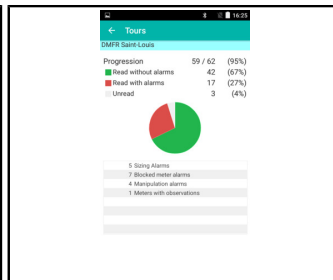 16:25
← Tours
DMFR Saint-Louis
Progression 59 / 62 (95%)
Read without alarms 42 (67%)
Read with alarms 17 (27%)
Unread 3 (4%)
5 Sizing Alarms
7 Blocked meter alarms
4 Manipulation alarms
1 Meters with observations